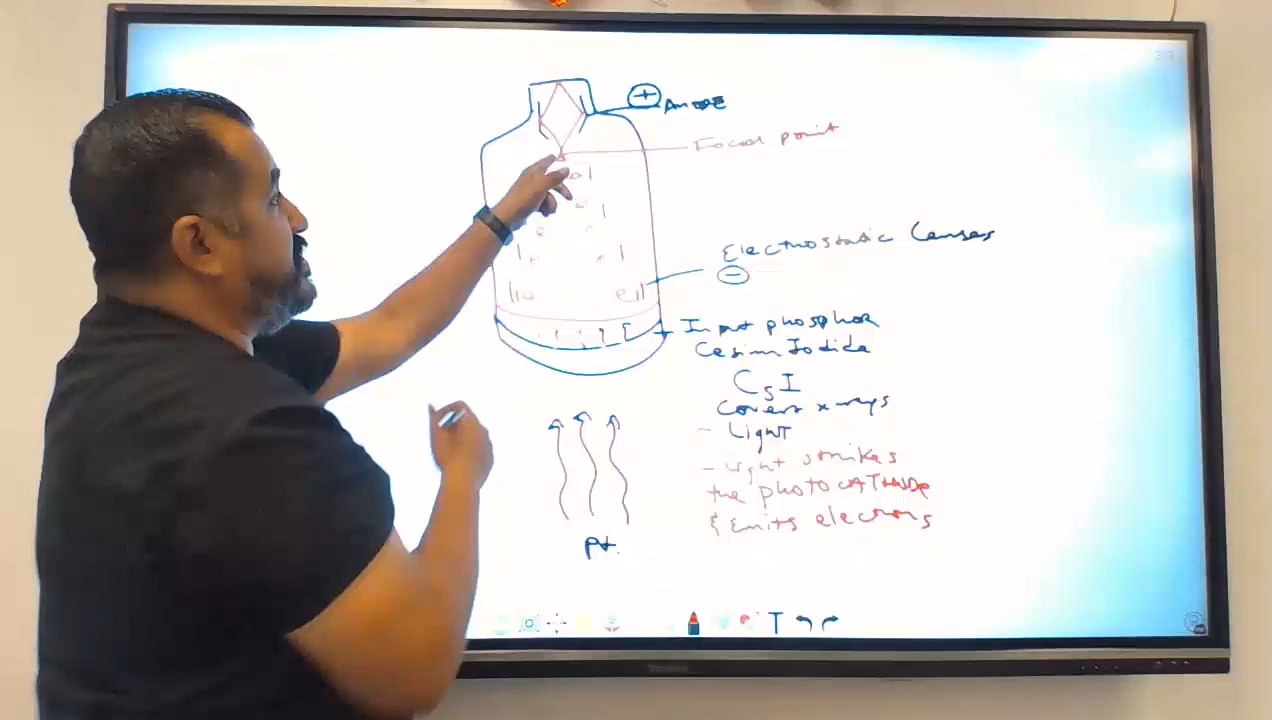 + Anode
Focal point
Electrostatic Lenses
−
Input phosphor
Cesium Iodide
CsI
Covers x-rays
- Light
- Light strikes
the photocathode
& Emits electrons
Pt.
T